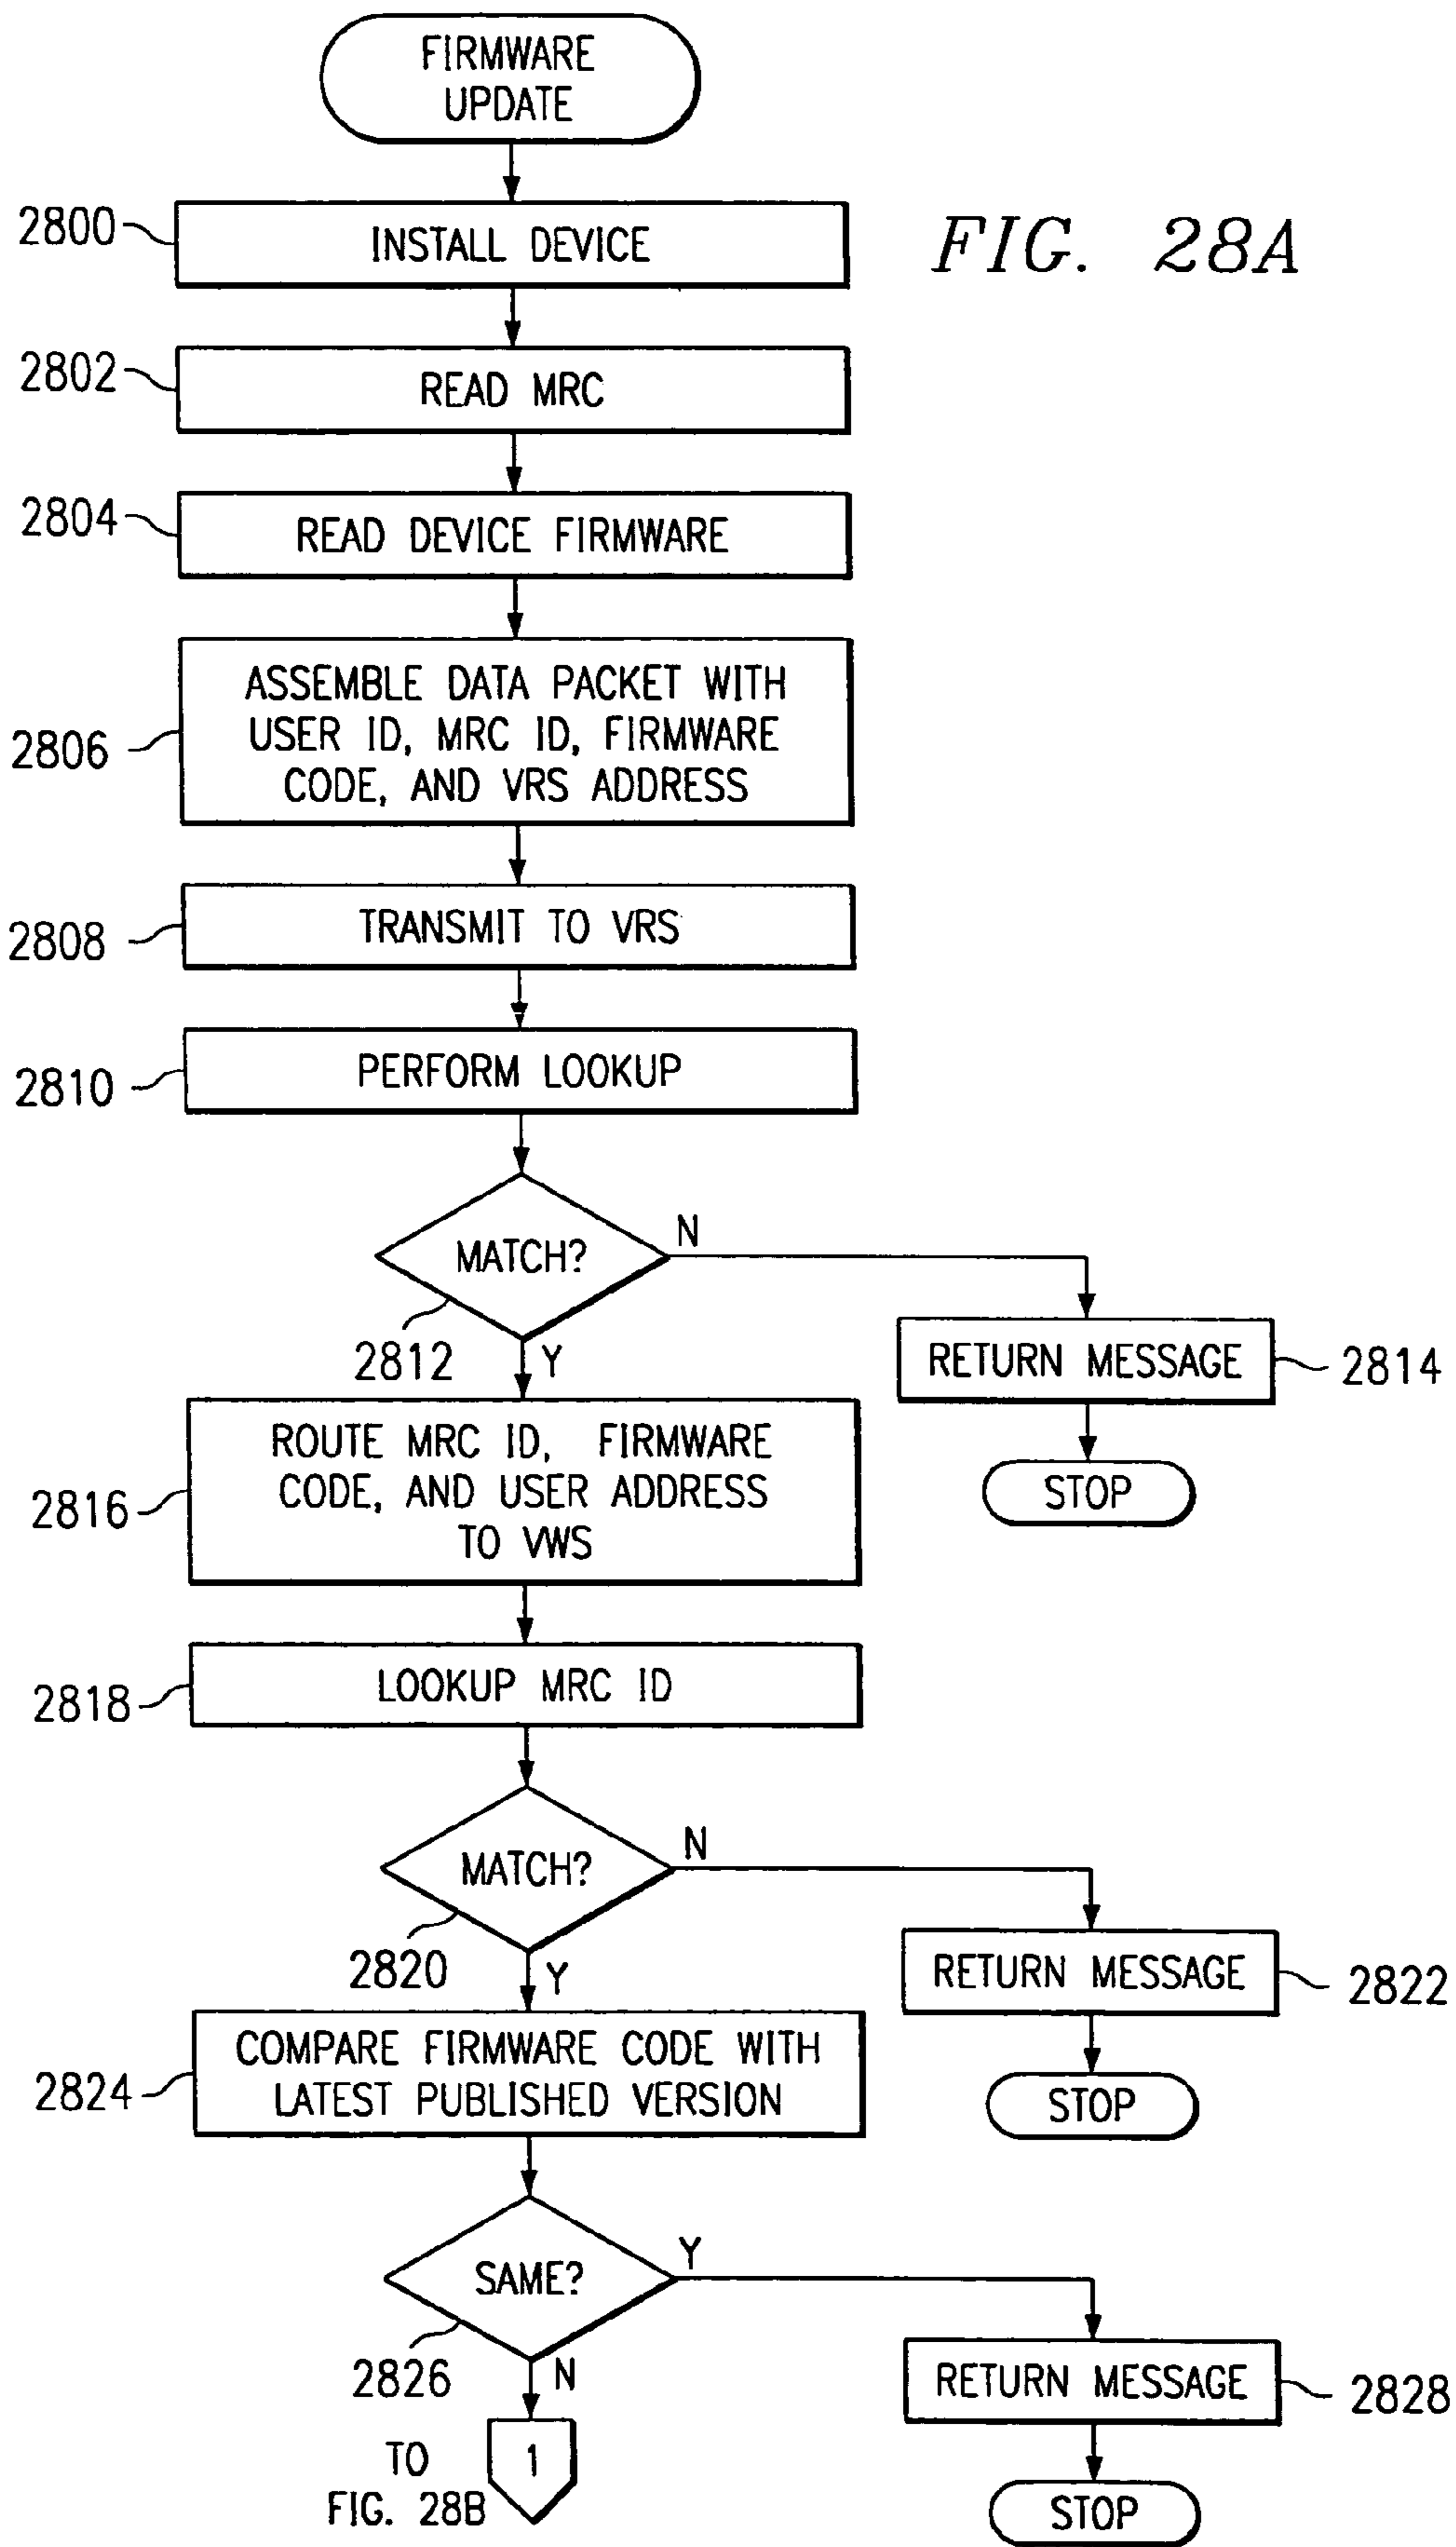 FIRMWARE
UPDATE
2800
INSTALL DEVICE
FIG. 28A
2802
READ MRC
2804
READ DEVICE FIRMWARE
2806
ASSEMBLE DATA PACKET WITH
USER ID, MRC ID, FIRMWARE
CODE, AND VRS ADDRESS
2808
TRANSMIT TO VRS
2810
PERFORM LOOKUP
MATCH?
N
2812
Y
RETURN MESSAGE
2814
STOP
2816
ROUTE MRC ID, FIRMWARE
CODE, AND USER ADDRESS
TO VWS
2818
LOOKUP MRC ID
MATCH?
N
2820
Y
RETURN MESSAGE
2822
STOP
2824
COMPARE FIRMWARE CODE WITH
LATEST PUBLISHED VERSION
SAME?
Y
2826
N
RETURN MESSAGE
2828
STOP
1
TO
FIG. 28B